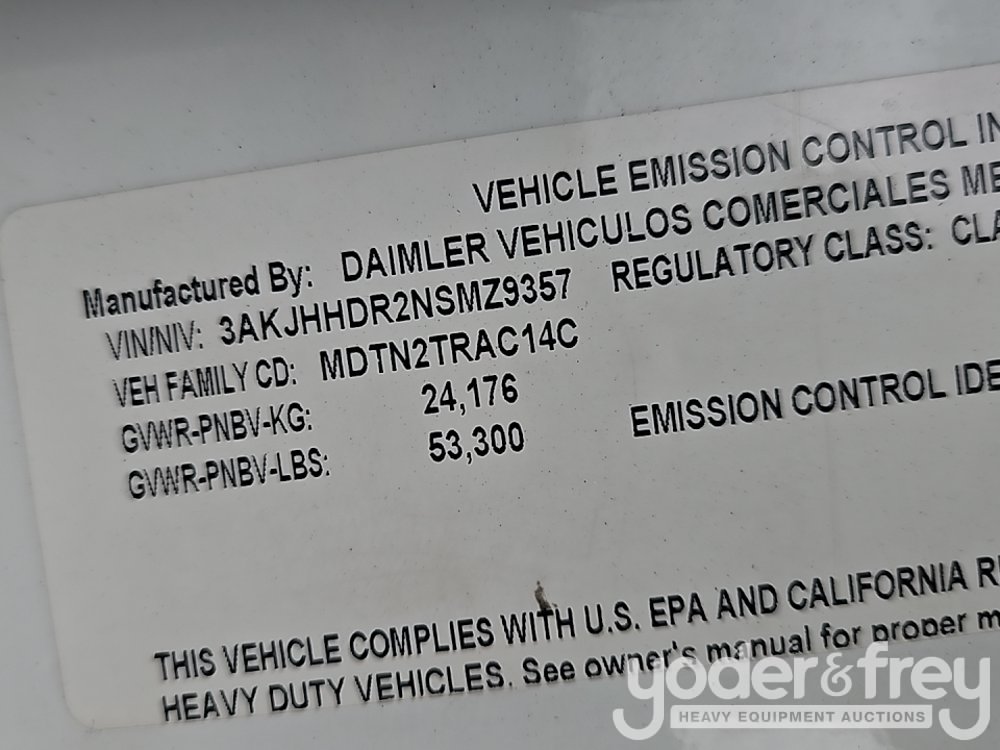 VEHICLE EMISSION CONTROL IN
Manufactured By: DAIMLER VEHICULOS COMERCIALES ME
VIN/NIV: 3AKJHHDR2NSMZ9357 REGULATORY CLASS: CLA
VEH FAMILY CD: MDTN2TRAC14C
GVWR-PNBV-KG: 24,176
GVWR-PNBV-LBS: 53,300 EMISSION CONTROL IDE
THIS VEHICLE COMPLIES WITH U.S. EPA AND CALIFORNIA R
HEAVY DUTY VEHICLES. See owner's manual for proper m
yoder&frey
HEAVY EQUIPMENT AUCTIONS